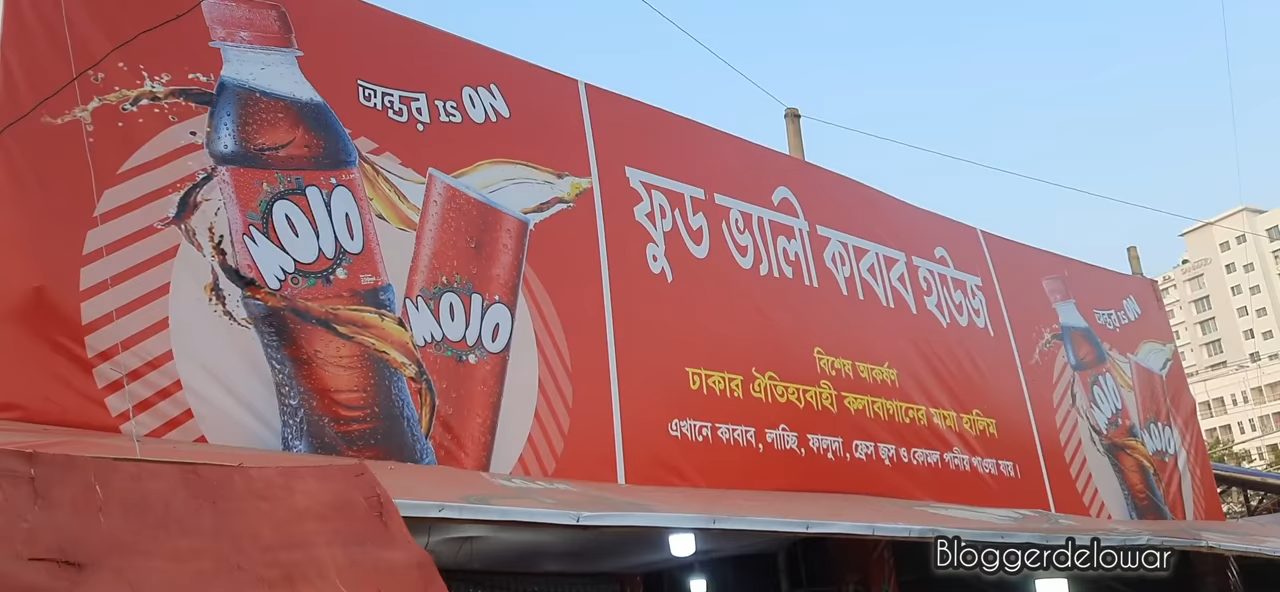 অন্তর IS ON
MOJO
MOJO
ফুড ভ্যালী কাবাব হাউজ
বিশেষ আকর্ষণ
ঢাকার ঐতিহ্যবাহী কলাবাগানের মামা হালিম
এখানে কাবাব, লাচ্ছি, ফালুদা, ফ্রেস জুস ও কোমল পানীয় পাওয়া যায়।
অন্তর IS ON
MOJO
MOJO
Bloggerdelowar